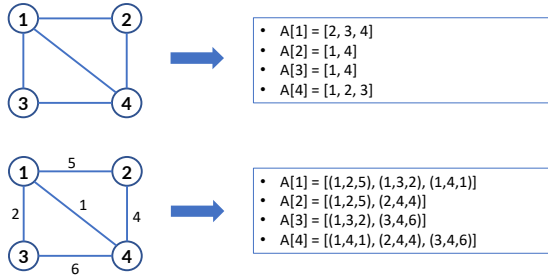 1 2
3 4
• A[1] = [2, 3, 4]
• A[2] = [1, 4]
• A[3] = [1, 4]
• A[4] = [1, 2, 3]
1 5 2
2 1 4
3 4
6
• A[1] = [(1,2,5), (1,3,2), (1,4,1)]
• A[2] = [(1,2,5), (2,4,4)]
• A[3] = [(1,3,2), (3,4,6)]
• A[4] = [(1,4,1), (2,4,4), (3,4,6)]